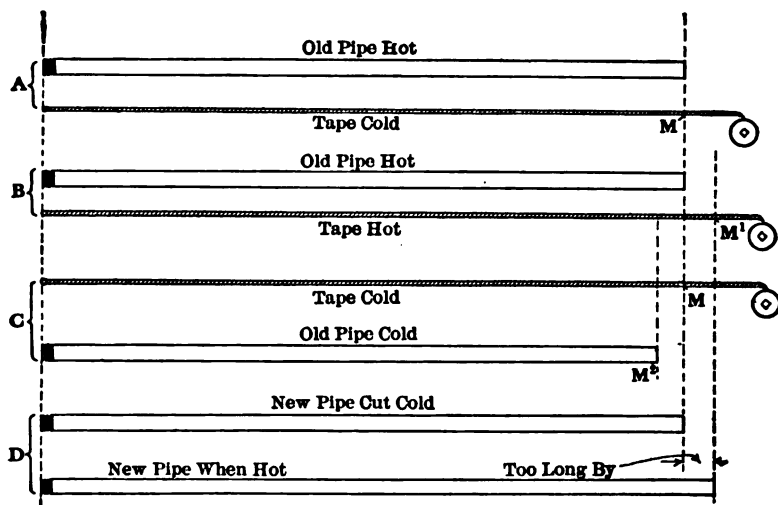 Old Pipe Hot
A
Tape Cold M
Old Pipe Hot
B
Tape Hot M¹
C
Tape Cold M
Old Pipe Cold
M²
New Pipe Cut Cold
D
New Pipe When Hot Too Long By